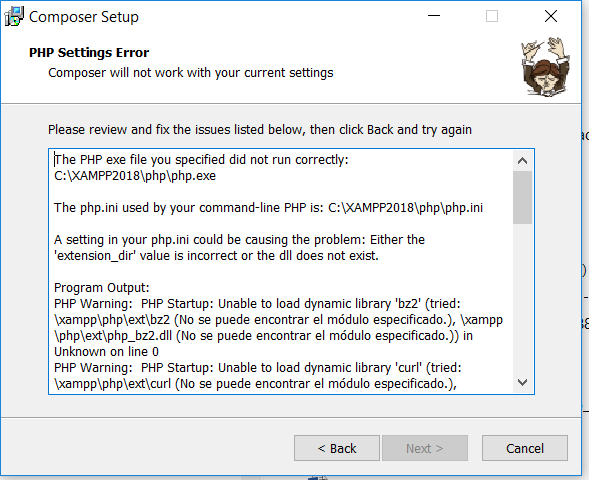 Composer Setup
PHP Settings Error
Composer will not work with your current settings
Please review and fix the issues listed below, then click Back and try again
The PHP exe file you specified did not run correctly:
C:\XAMPP2018\php\php.exe
The php.ini used by your command-line PHP is: C:\XAMPP2018\php\php.ini
A setting in your php.ini could be causing the problem: Either the
'extension_dir' value is incorrect or the dll does not exist.
Program Output:
PHP Warning:  PHP Startup: Unable to load dynamic library 'bz2' (tried:
\xampp\php\ext\bz2 (No se puede encontrar el módulo especificado.), \xampp
\php\ext\php_bz2.dll (No se puede encontrar el módulo especificado.)) in
Unknown on line 0
PHP Warning:  PHP Startup: Unable to load dynamic library 'curl' (tried:
\xampp\php\ext\curl (No se puede encontrar el módulo especificado.),
< Back
Next >
Cancel